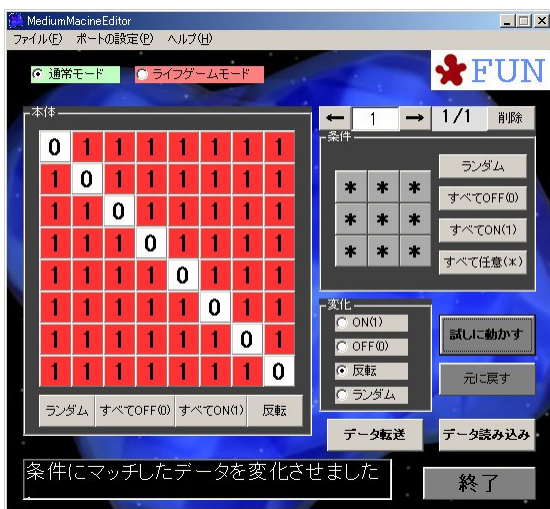 MediumMacineEditor
ファイル(F) ポートの設定(P) ヘルプ(H)
通常モード ライフゲームモード
FUN
本体
0 1 1 1 1 1 1 1
1 0 1 1 1 1 1 1
1 1 0 1 1 1 1 1
1 1 1 0 1 1 1 1
1 1 1 1 0 1 1 1
1 1 1 1 1 0 1 1
1 1 1 1 1 1 0 1
1 1 1 1 1 1 1 0
ランダム すべてOFF(0) すべてON(1) 反転
← 1 → 1/1 削除
条件
* * *
* * *
* * *
ランダム
すべてOFF(0)
すべてON(1)
すべて任意(*)
変化
ON(1)
OFF(0)
反転
ランダム
試しに動かす
元に戻す
データ転送 データ読み込み
条件にマッチしたデータを変化させました
.
終了